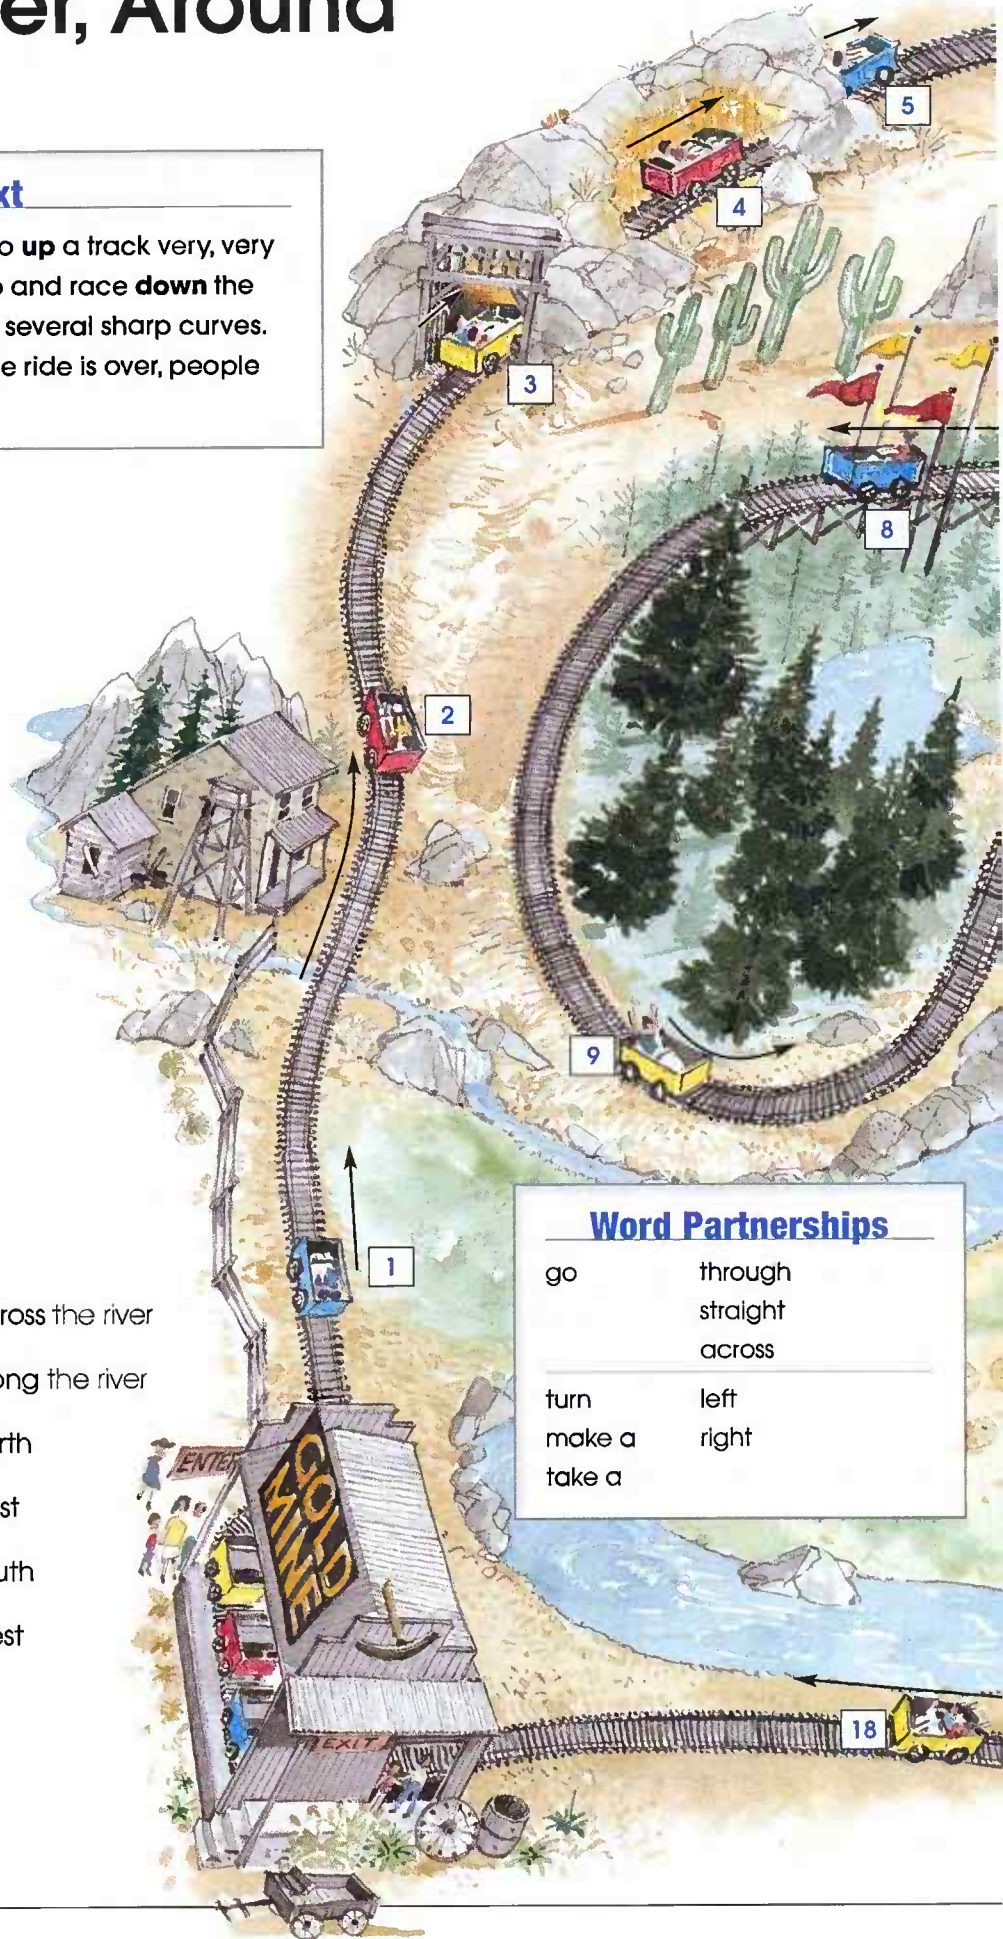 er, Around
xt
o up a track very, very
o and race down the
several sharp curves.
e ride is over, people
5
4
3
8
2
9
1
Word Partnerships
go through
straight
across
turn left
make a right
take a
ross the river
ong the river
rth
st
uth
est
ENTER
GOLD
MINE
EXIT
18